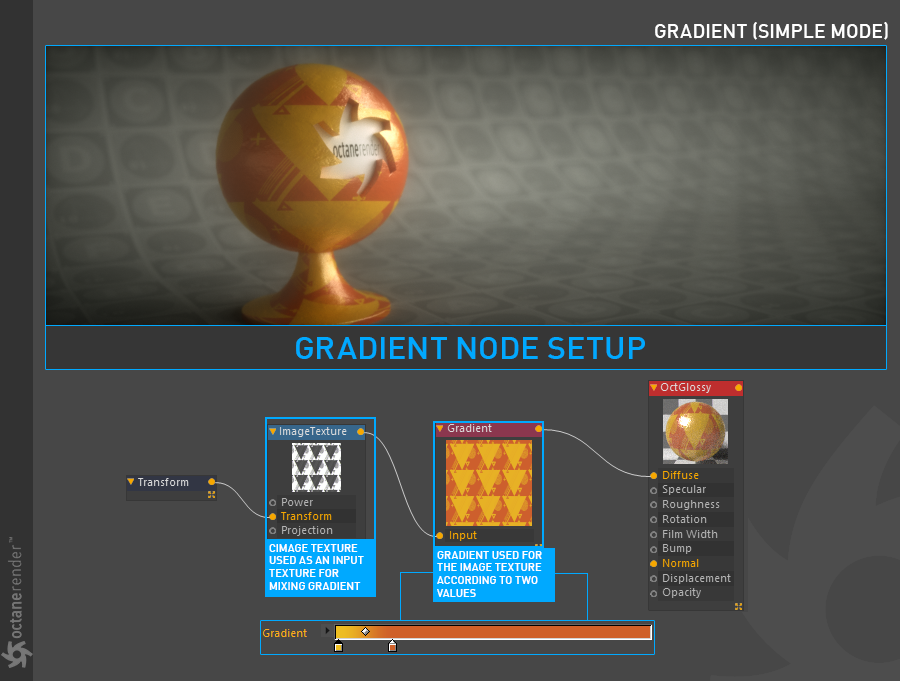 GRADIENT (SIMPLE MODE)
octanerender
GRADIENT NODE SETUP
OctGlossy
ImageTexture
Gradient
Transform
Power
Transform
Projection
Input
Diffuse
Specular
Roughness
Rotation
Film Width
Bump
Normal
Displacement
Opacity
CIMAGE TEXTURE
USED AS AN INPUT
TEXTURE FOR
MIXING GRADIENT
GRADIENT USED FOR
THE IMAGE TEXTURE
ACCORDING TO TWO
VALUES
Gradient
octanerender™